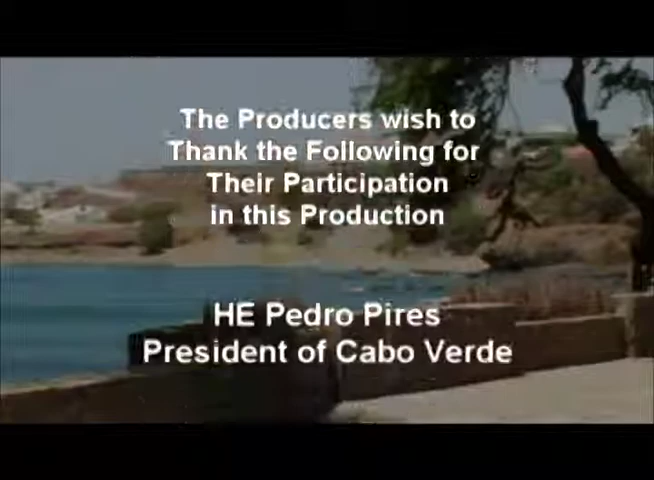 The Producers wish to
Thank the Following for
Their Participation
in this Production
HE Pedro Pires
President of Cabo Verde